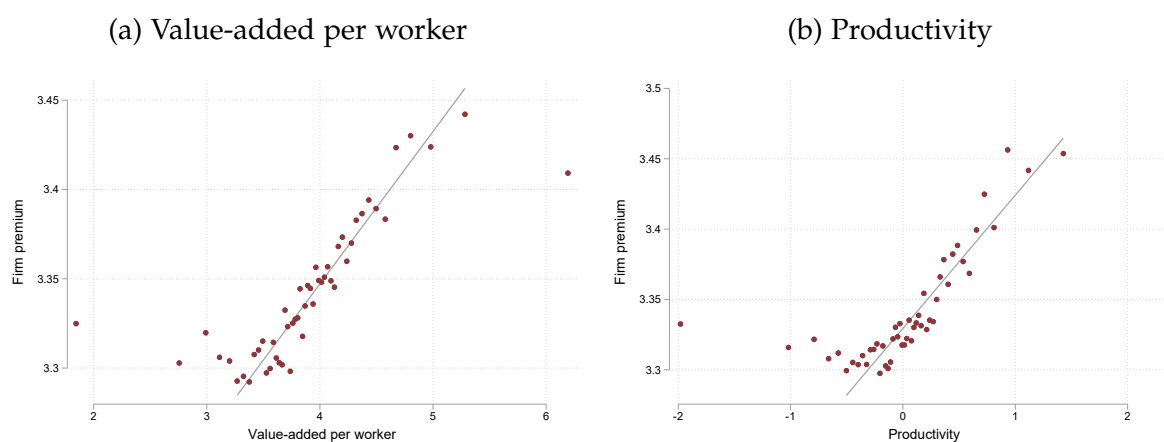 (a) Value-added per worker
3.45
3.4
3.35
3.3
Firm premium
2 3 4 5 6
Value-added per worker
(b) Productivity
3.5
3.45
3.4
3.35
3.3
Firm premium
-2 -1 0 1 2
Productivity